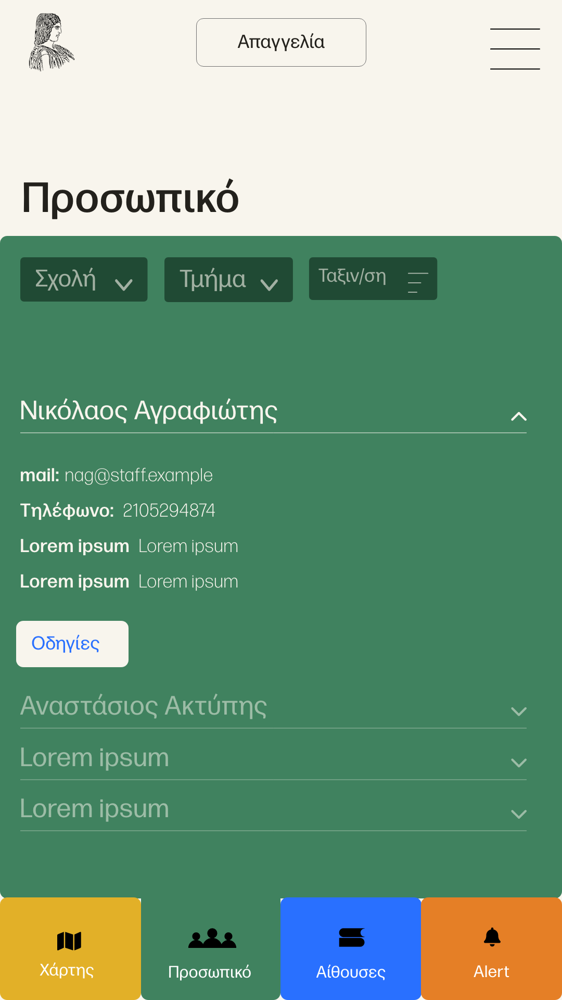 Απαγγελία
Προσωπικό
Σχολή Τμήμα Ταξιν/ση
Νικόλαος Αγραφιώτης
mail: nag@staff.example
Τηλέφωνο: 2105294874
Lorem ipsum Lorem ipsum
Lorem ipsum Lorem ipsum
Οδηγίες
Αναστάσιος Ακτύπης
Lorem ipsum
Lorem ipsum
Χάρτης Προσωπικό Αίθουσες Alert